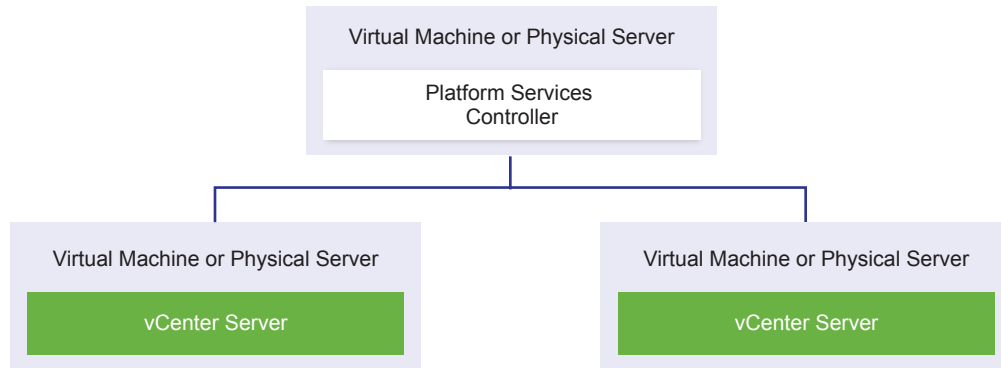 Virtual Machine or Physical Server
Platform Services
Controller
Virtual Machine or Physical Server
vCenter Server
Virtual Machine or Physical Server
vCenter Server